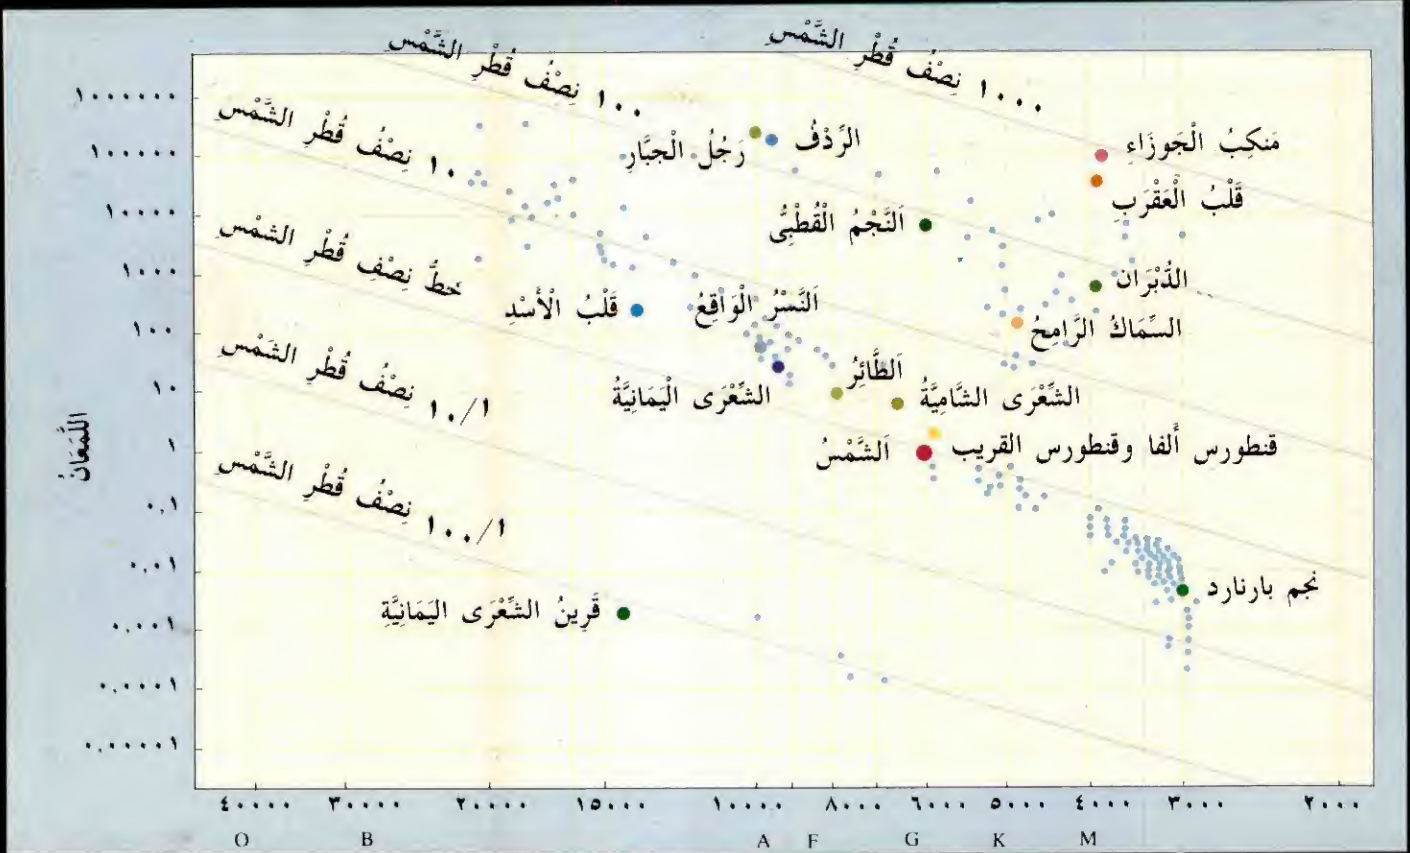 ١٠٠٠ نِصْفُ قُطْرِ الشَّمْسِ
١٠٠ نِصْفُ قُطْرِ الشَّمْسِ
١٠ نِصْفُ قُطْرِ الشَّمْسِ
خطُّ نِصْفِ قُطْرِ الشمْسِ
١/١٠ نِصْفُ قُطْرِ الشَمْسِ
١/١٠٠ نِصْفُ قُطْرِ الشَّمْسِ
اللَّمَعَانُ
١٠٠٠٠٠٠
١٠٠٠٠٠
١٠٠٠٠
١٠٠٠
١٠٠
١٠
١
٠,١
٠,٠١
٠,٠٠١
٠,٠٠٠١
٠,٠٠٠٠١
الرِّدْفُ
رَجُلُ الْجبَّارِ
مَنكِبُ الْجَوزَاءِ
قَلْبُ الْعَقْرَبِ
اَلنَّجْمُ الْقُطْبِىُّ
الدُّبْرَان
قَلْبُ الْأَسْدِ
اَلنَّسْرُ الْوَاقِعُ
السِّمَاكُ الرَّامِحُ
اَلطَّائِرُ
الشِّعْرَى الْيَمَانِيَّةُ
الشِّعْرَى الشَّامِيَّةُ
اَلشَّمْسُ
قنطورس ألفا وقنطورس القريب
نجم بارنارد
قَرِينُ الشِّعْرَى اليَمَانِيَّةِ
٤٠٠٠٠ ٣٠٠٠٠ ٢٠٠٠٠ ١٥٠٠٠ ١٠٠٠٠ ٨٠٠٠ ٦٠٠٠ ٥٠٠٠ ٤٠٠٠ ٣٠٠٠ ٢٠٠٠
O B A F G K M